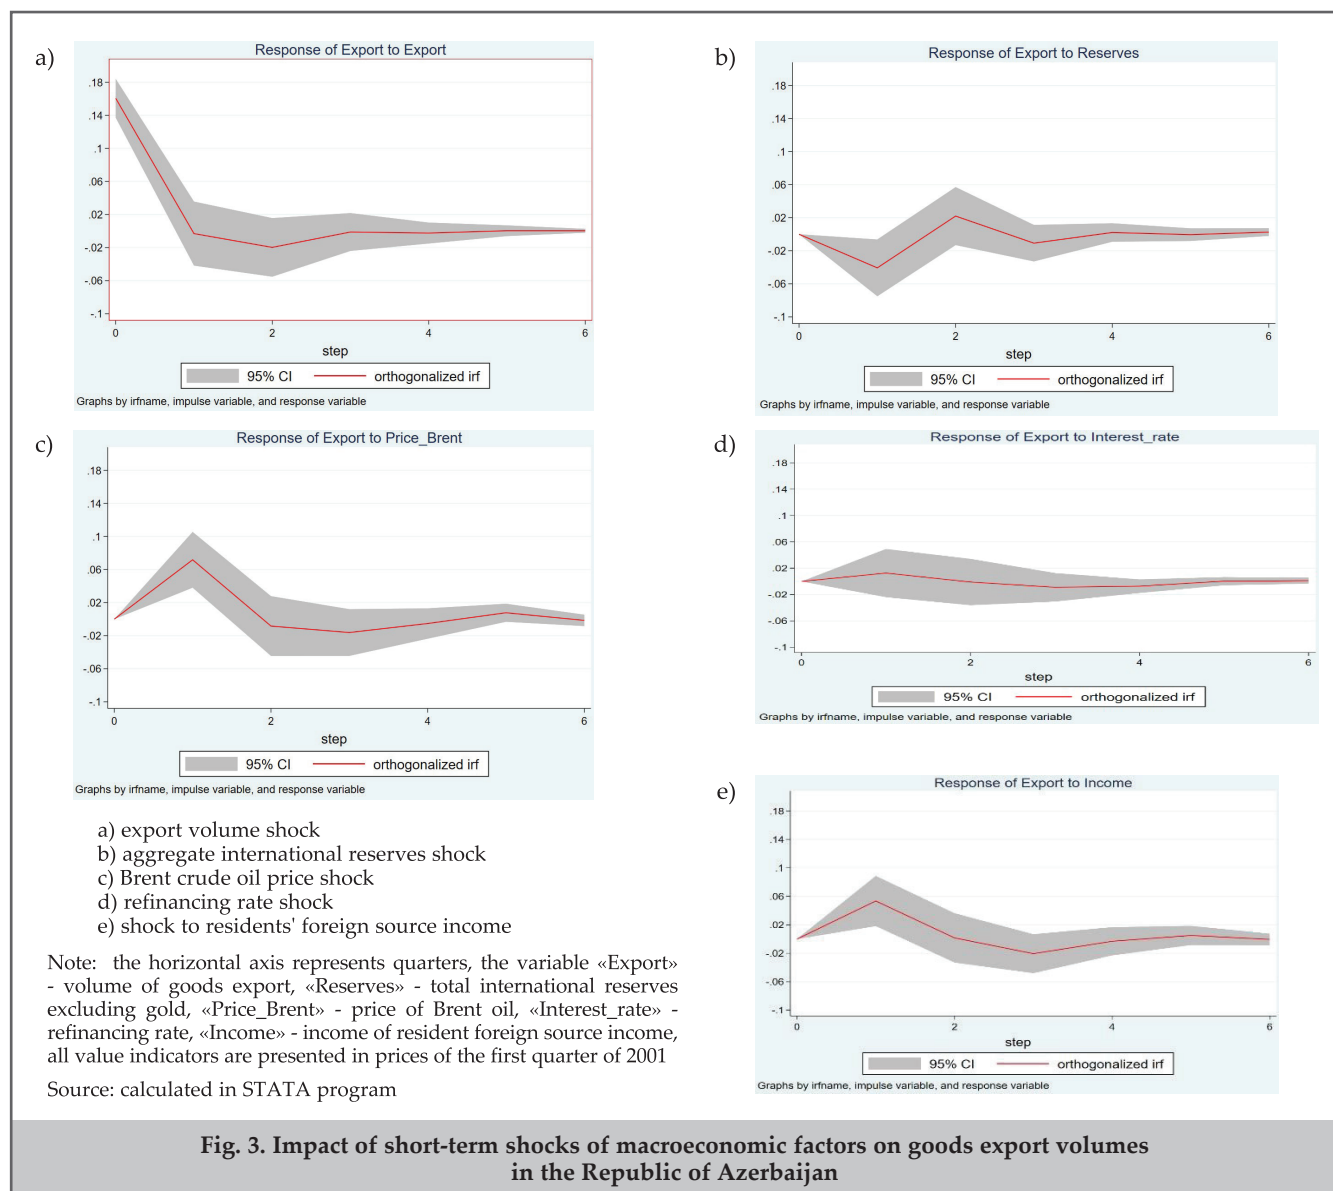 a)
Response of Export to Export
.18
.14
.1
.06
.02
-.02
-.06
-.1
0
2
4
6
step
95% CI
orthogonalized irf
Graphs by irfname, impulse variable, and response variable
b)
Response of Export to Reserves
.18
.14
.1
.06
.02
-.02
-.06
-.1
0
2
4
6
step
95% CI
orthogonalized irf
Graphs by irfname, impulse variable, and response variable
c)
Response of Export to Price_Brent
.18
.14
.1
.06
.02
-.02
-.06
-.1
0
2
4
6
step
95% CI
orthogonalized irf
Graphs by irfname, impulse variable, and response variable
d)
Response of Export to Interest_rate
.18
.14
.1
.06
.02
-.02
-.06
-.1
0
2
4
6
step
95% CI
orthogonalized irf
Graphs by irfname, impulse variable, and response variable
e)
Response of Export to Income
.18
.14
.1
.06
.02
-.02
-.06
-.1
0
2
4
6
step
95% CI
orthogonalized irf
Graphs by irfname, impulse variable, and response variable
a) export volume shock
b) aggregate international reserves shock
c) Brent crude oil price shock
d) refinancing rate shock
e) shock to residents' foreign source income
Note: the horizontal axis represents quarters, the variable «Export»
- volume of goods export, «Reserves» - total international reserves
excluding gold, «Price_Brent» - price of Brent oil, «Interest_rate» -
refinancing rate, «Income» - income of resident foreign source income,
all value indicators are presented in prices of the first quarter of 2001
Source: calculated in STATA program
Fig. 3. Impact of short-term shocks of macroeconomic factors on goods export volumes
in the Republic of Azerbaijan